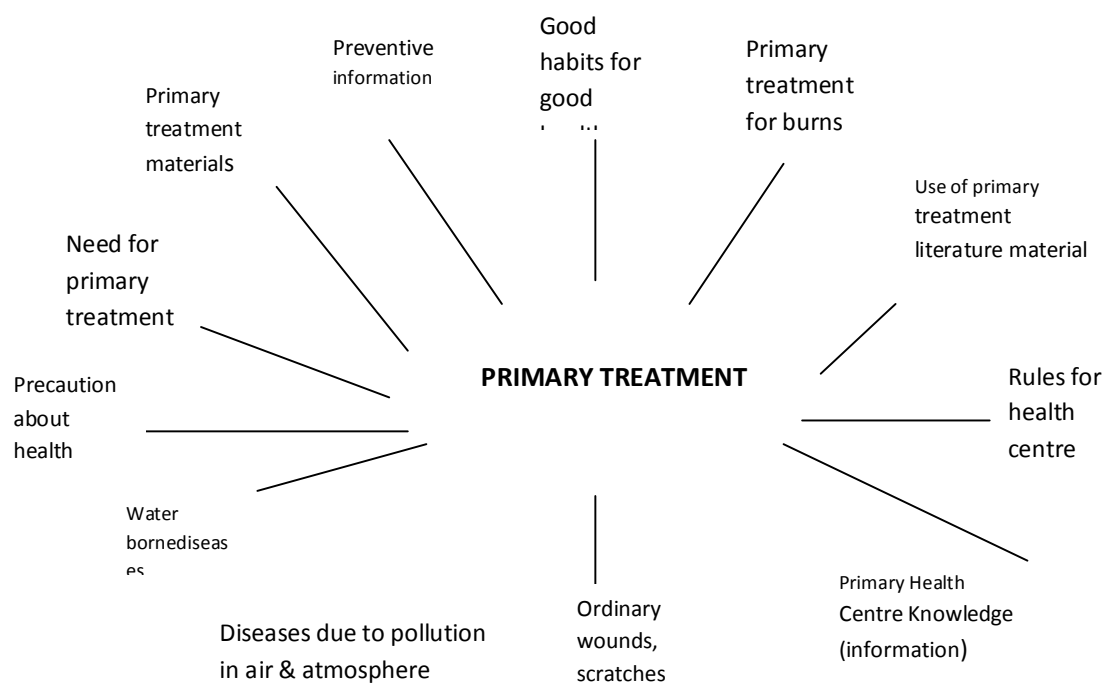 Good
habits for
good
Preventive
information
Primary
treatment
for burns
Primary
treatment
materials
Use of primary
treatment
literature material
Need for
primary
treatment
PRIMARY TREATMENT
Rules for
health
centre
Precaution
about
health
Water
bornediseas
es
Primary Health
Centre Knowledge
(information)
Ordinary
wounds,
scratches
Diseases due to pollution
in air & atmosphere